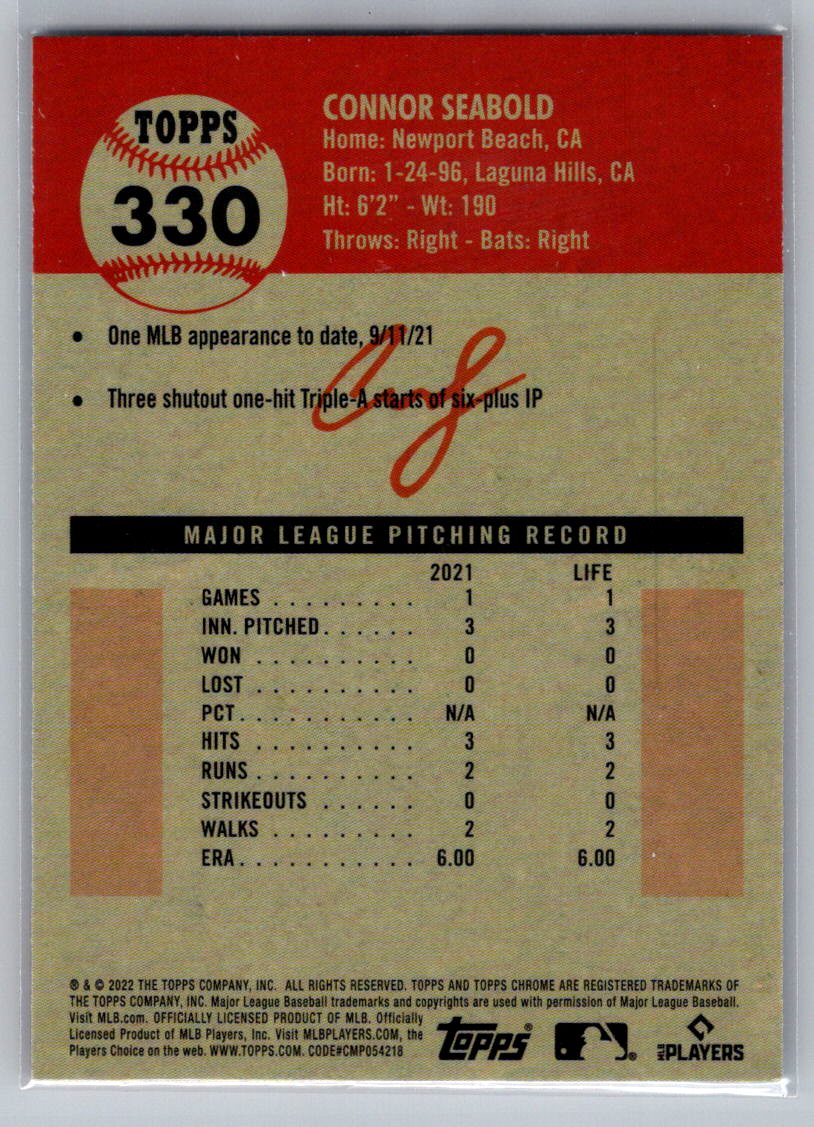 TOPPS
330
CONNOR SEABOLD
Home: Newport Beach, CA
Born: 1-24-96, Laguna Hills, CA
Ht: 6'2" - Wt: 190
Throws: Right - Bats: Right
• One MLB appearance to date, 9/11/21
• Three shutout one-hit Triple-A starts of six-plus IP
MAJOR LEAGUE PITCHING RECORD
2021 LIFE
GAMES . . . . . . . . . . 1 1
INN. PITCHED. . . . . . 3 3
WON . . . . . . . . . . 0 0
LOST . . . . . . . . . . 0 0
PCT. . . . . . . . . . . N/A N/A
HITS . . . . . . . . . . 3 3
RUNS . . . . . . . . . . 2 2
STRIKEOUTS . . . . . . 0 0
WALKS . . . . . . . . . 2 2
ERA. . . . . . . . . . . 6.00 6.00
® & © 2022 THE TOPPS COMPANY, INC. ALL RIGHTS RESERVED. TOPPS AND TOPPS CHROME ARE REGISTERED TRADEMARKS OF
THE TOPPS COMPANY, INC. Major League Baseball trademarks and copyrights are used with permission of Major League Baseball.
Visit MLB.com. OFFICIALLY LICENSED PRODUCT OF MLB. Officially
Licensed Product of MLB Players, Inc. Visit MLBPLAYERS.COM, the
Players Choice on the web. WWW.TOPPS.COM. CODE#CMP054218
topps®
MLB PLAYERS